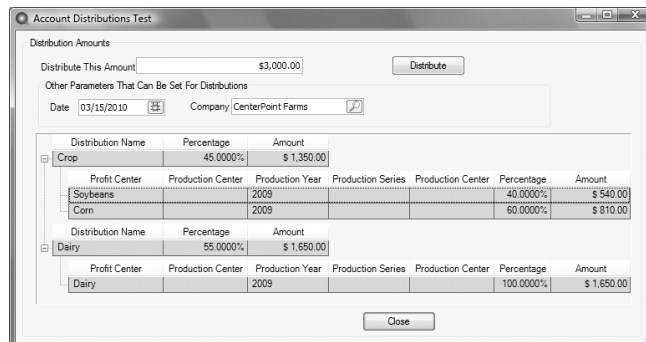 Account Distributions Test
Distribution Amounts
Distribute This Amount $3,000.00 Distribute
Other Parameters That Can Be Set For Distributions
Date 03/15/2010 Company CenterPoint Farms
Distribution Name Percentage Amount
Crop 45.0000% $ 1,350.00
Profit Center Production Center Production Year Production Series Production Center Percentage Amount
Soybeans 2009 40.0000% $ 540.00
Corn 2009 60.0000% $ 810.00
Distribution Name Percentage Amount
Dairy 55.0000% $ 1,650.00
Profit Center Production Center Production Year Production Series Production Center Percentage Amount
Dairy 2009 100.0000% $ 1,650.00
Close